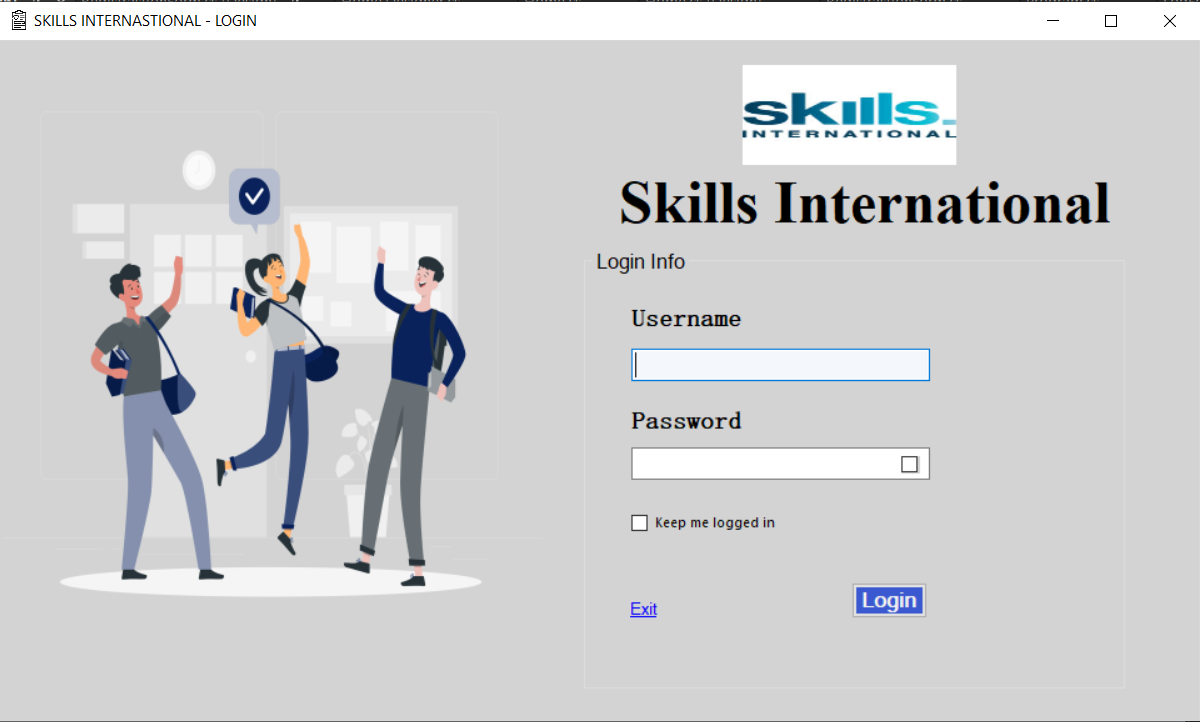 SKILLS INTERNASTIONAL - LOGIN
skills.
INTERNATIONAL
Skills International
Login Info
Username
Password
Keep me logged in
Exit
Login